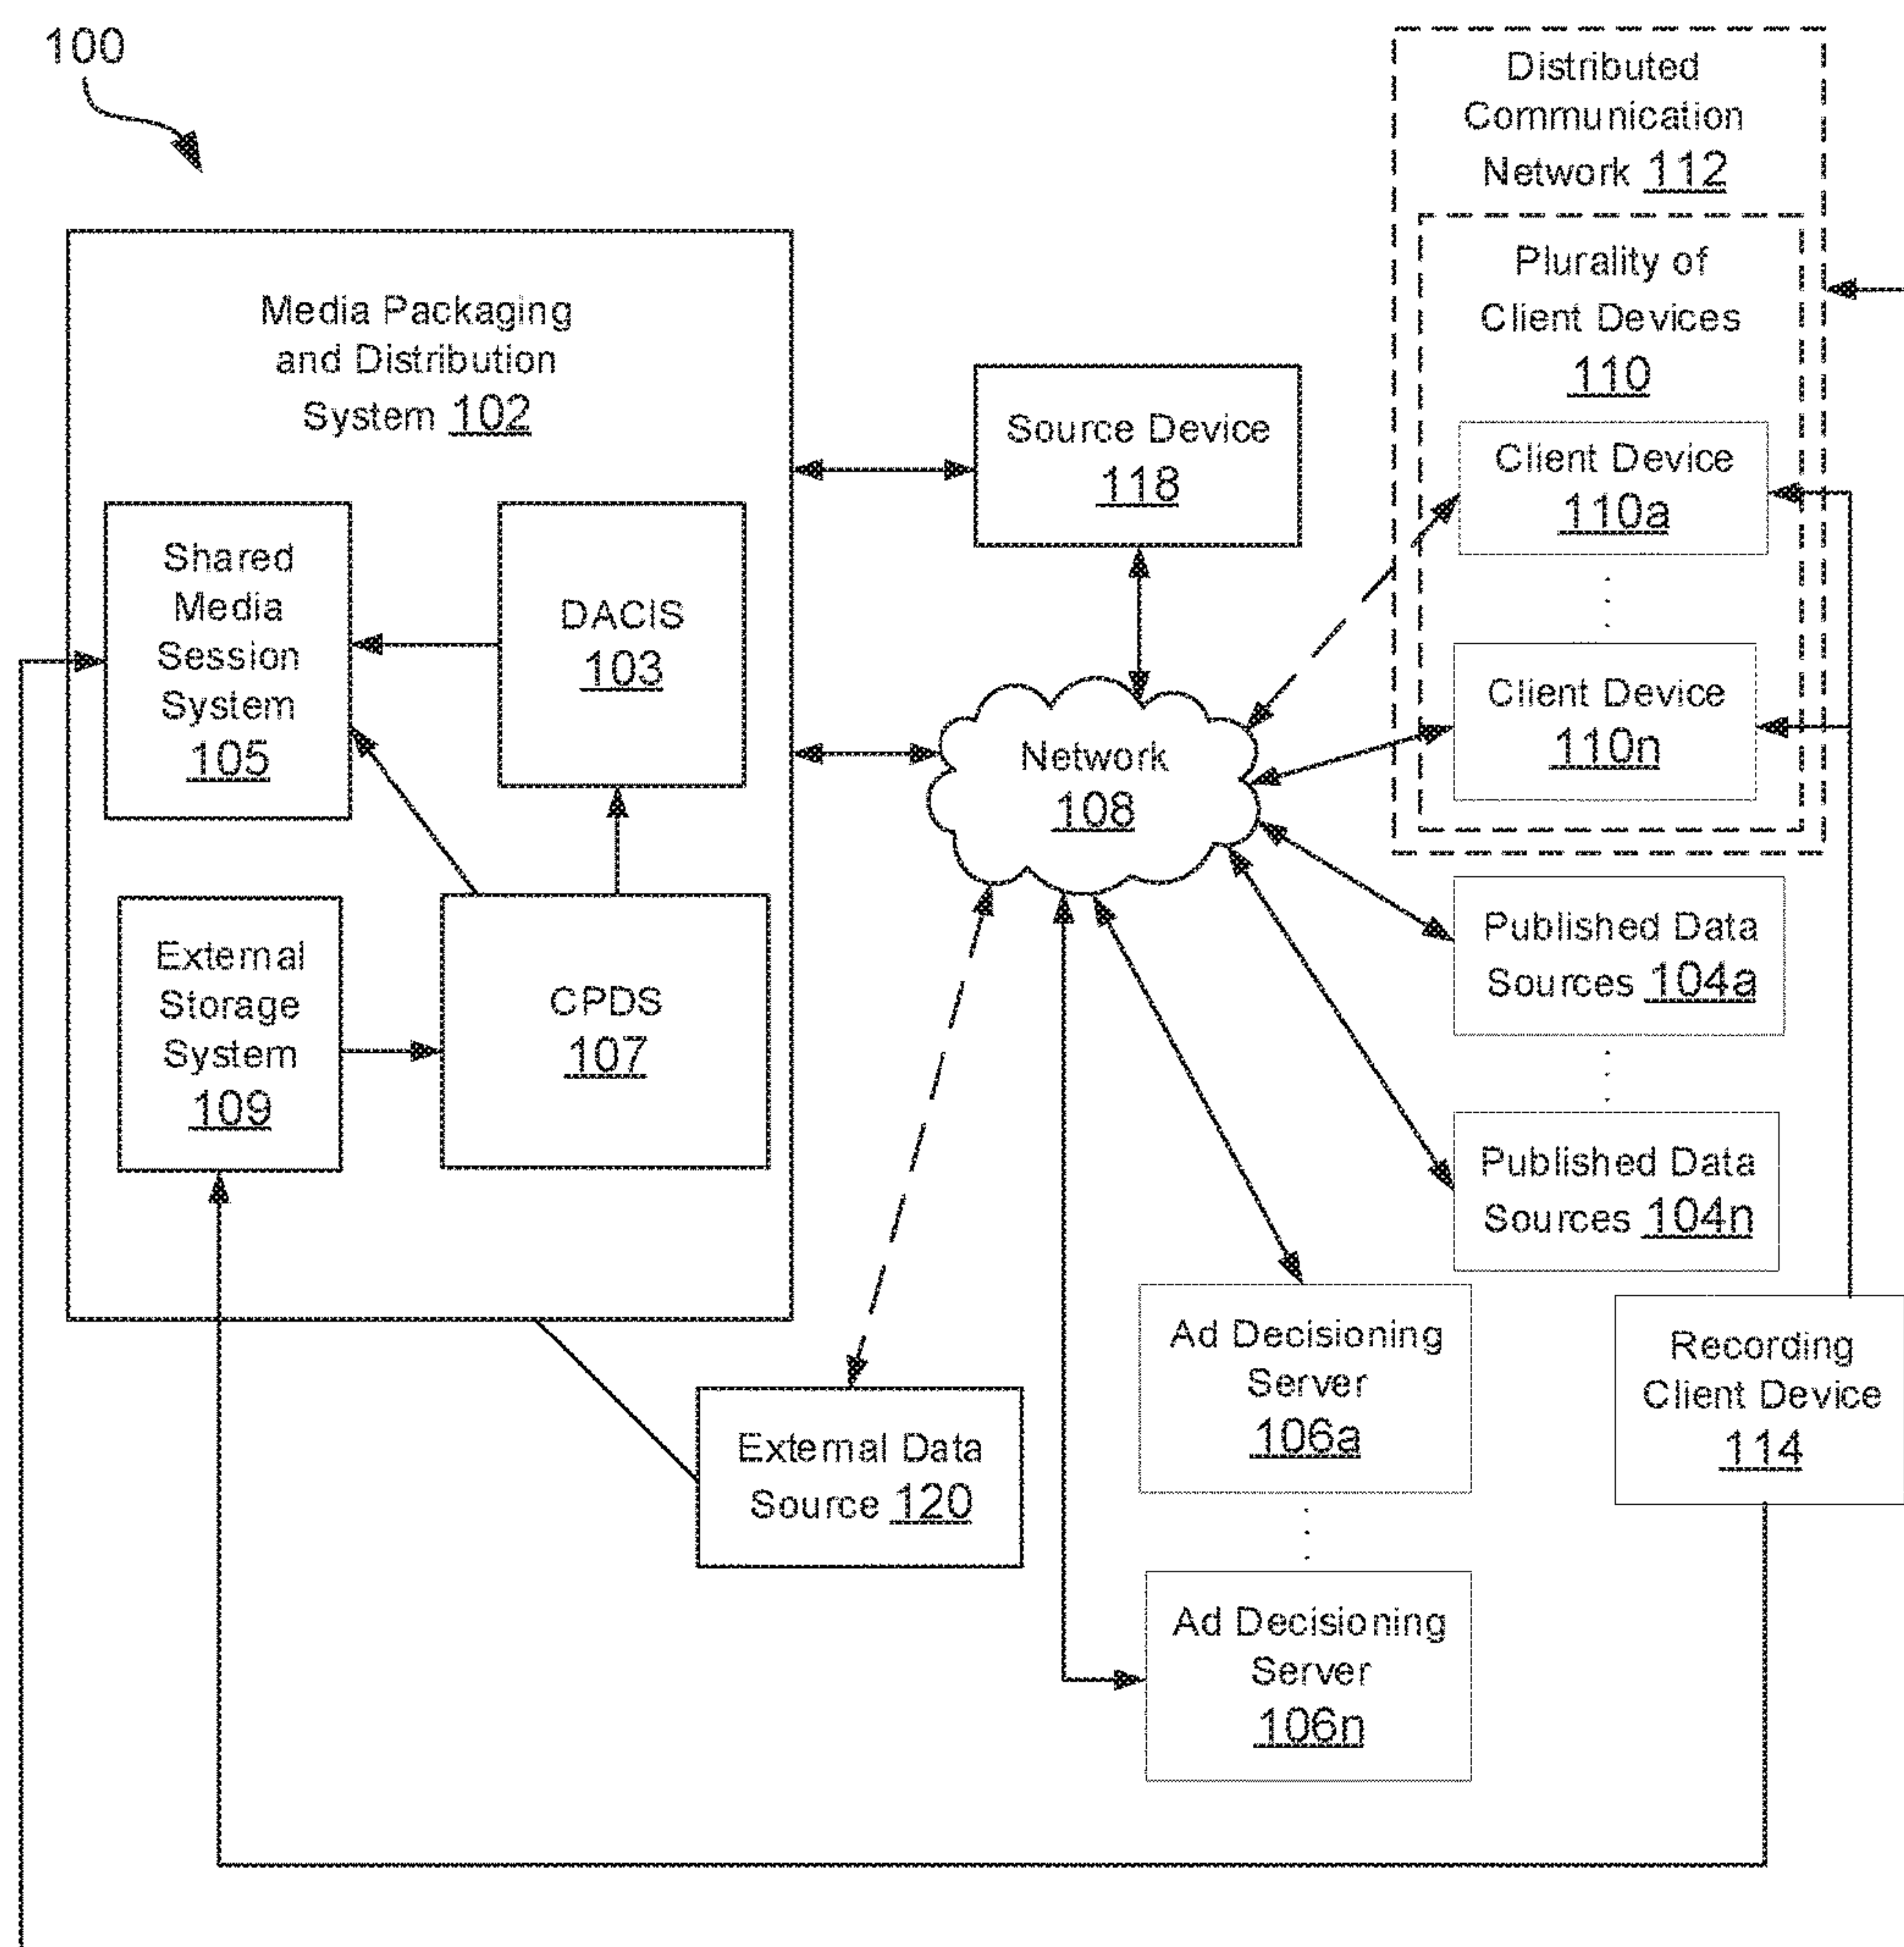 100
Distributed
Communication
Network 112
Plurality of
Client Devices
110
Client Device
110a
Client Device
110n
Media Packaging
and Distribution
System 102
Shared
Media
Session
System
105
DACIS
103
External
Storage
System
109
CPDS
107
Source Device
118
Network
108
Published Data
Sources 104a
Published Data
Sources 104n
Ad Decisioning
Server
106a
Ad Decisioning
Server
106n
Recording
Client Device
114
External Data
Source 120